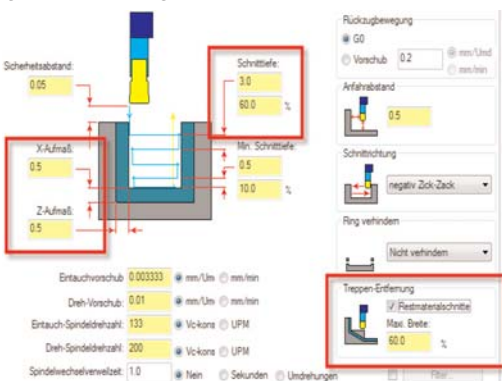 Sicherheitsabstand:
0.05
Schnitttiefe:
3.0
60.0 %
X-Aufmaß:
0.5
Min. Schnitttiefe:
0.5
10.0 %
Z-Aufmaß:
0.5
Eintauchvorschub 0.003333 mm/Um mm/min
Dreh-Vorschub: 0.01 mm/Um mm/min
Eintauch-Spindeldrehzahl: 133 Vc-kons UPM
Dreh-Spindeldrehzahl: 200 Vc-kons UPM
Spindelwechselverweilzeit: 1.0 Nein Sekunden Umdrehungen
Rückzugbewegung
G0
Vorschub 0.2 mm/Umd
mm/min
Anfahrabstand
0.5
Schnittrichtung
negativ Zick-Zack
Ring verhindern
Nicht verhindern
Treppen-Entfernung
Restmaterialschnitte
Maxi. Breite:
60.0 %
Filter...